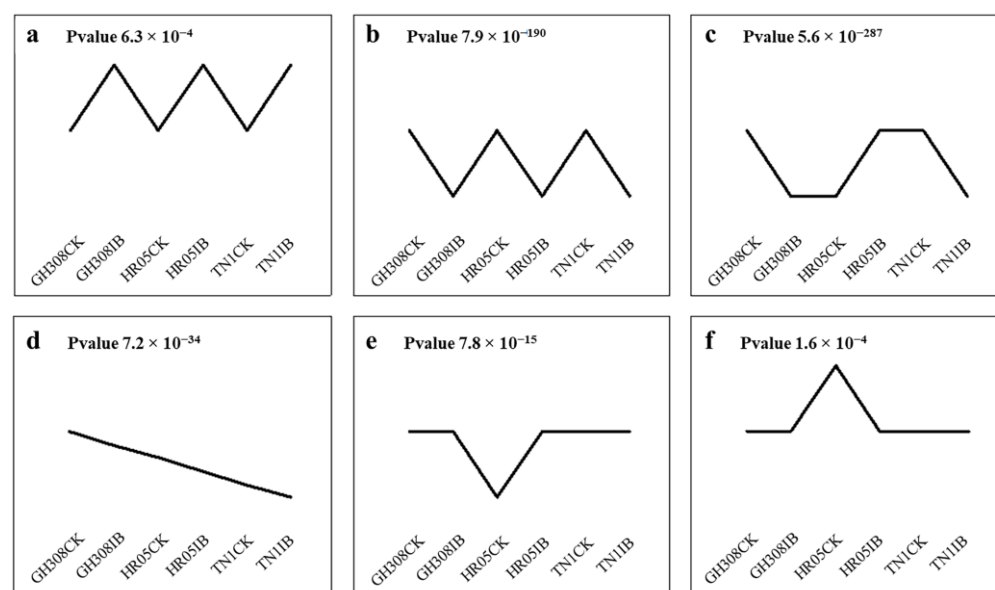 a Pvalue 6.3 × 10⁻⁴
GH308CK GH308IB HR05CK HR05IB TN1CK TN1IB
b Pvalue 7.9 × 10⁻¹⁹⁰
GH308CK GH308IB HR05CK HR05IB TN1CK TN1IB
c Pvalue 5.6 × 10⁻²⁸⁷
GH308CK GH308IB HR05CK HR05IB TN1CK TN1IB
d Pvalue 7.2 × 10⁻³⁴
GH308CK GH308IB HR05CK HR05IB TN1CK TN1IB
e Pvalue 7.8 × 10⁻¹⁵
GH308CK GH308IB HR05CK HR05IB TN1CK TN1IB
f Pvalue 1.6 × 10⁻⁴
GH308CK GH308IB HR05CK HR05IB TN1CK TN1IB